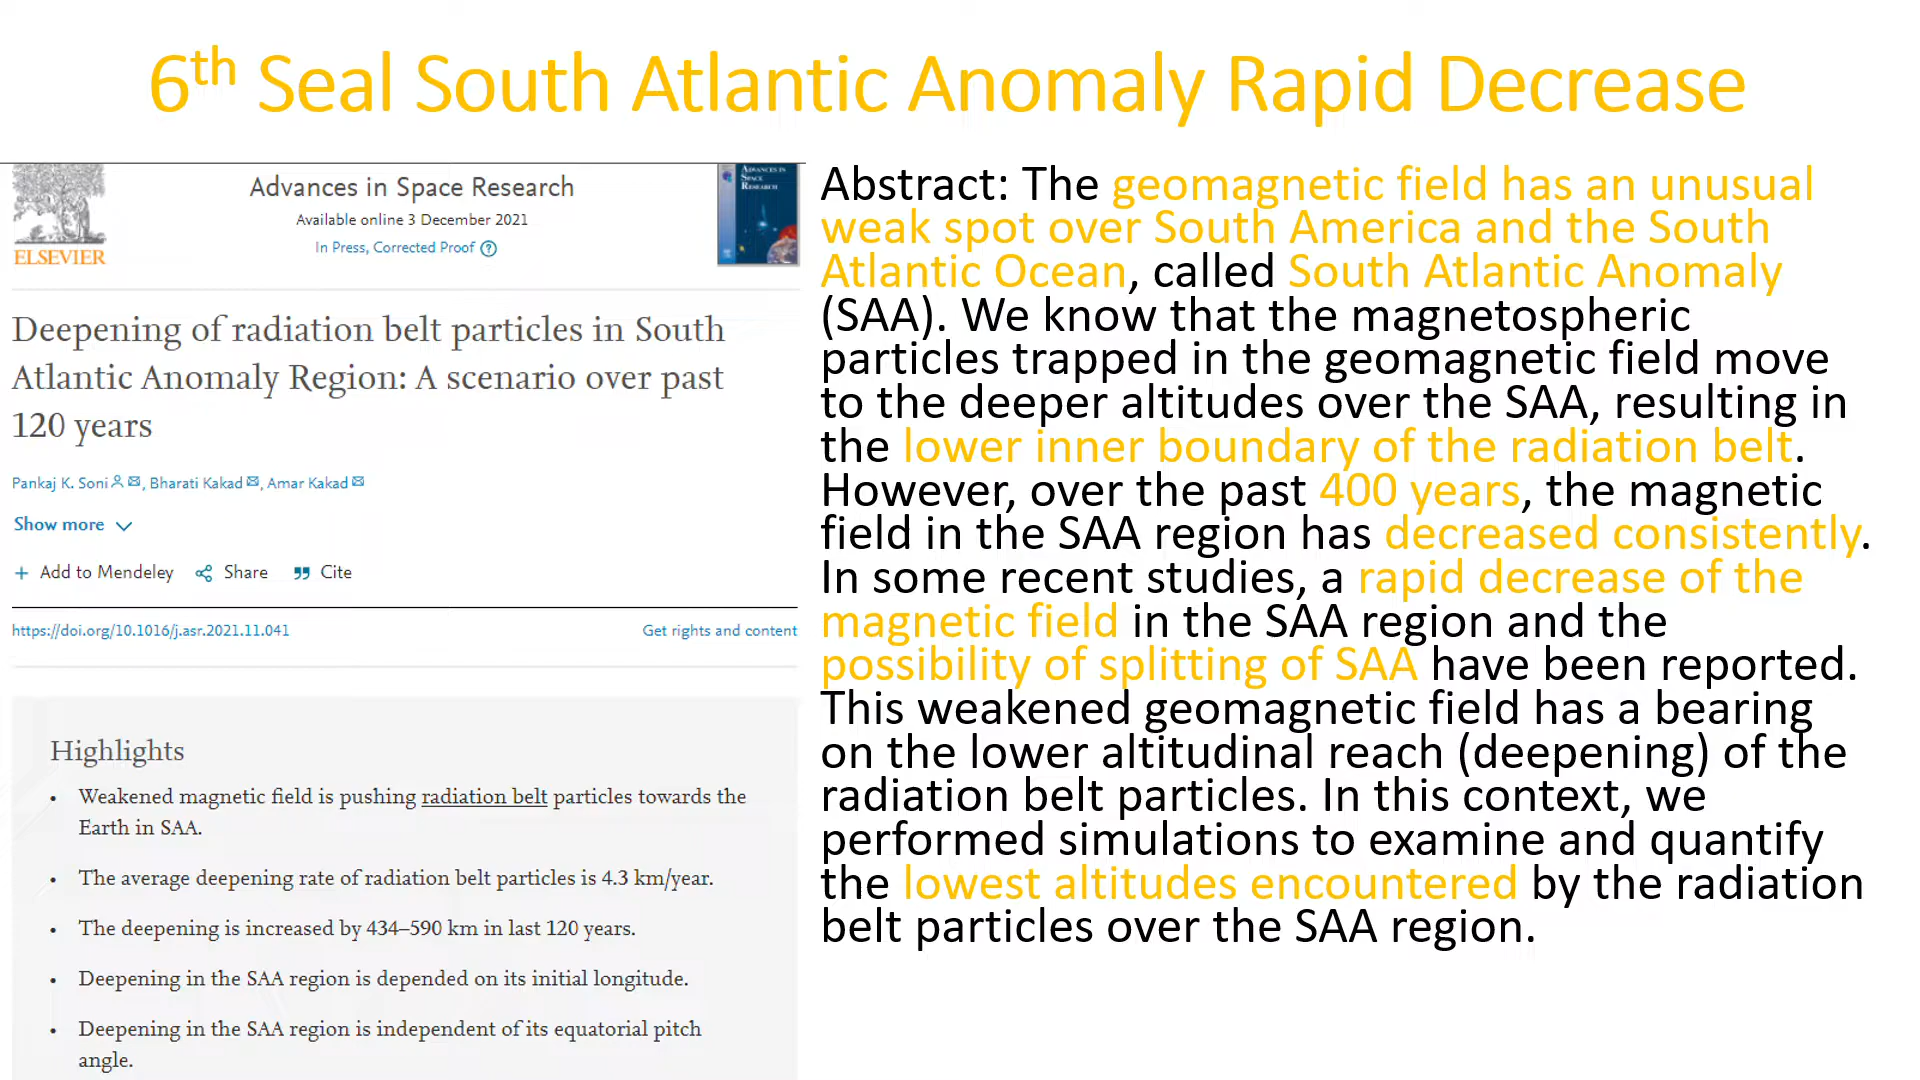 6th Seal South Atlantic Anomaly Rapid Decrease
ELSEVIER
Advances in Space Research
Available online 3 December 2021
In Press, Corrected Proof ?
ADVANCES IN
SPACE
RESEARCH
Deepening of radiation belt particles in South
Atlantic Anomaly Region: A scenario over past
120 years
Pankaj K. Soni, Bharati Kakad, Amar Kakad
Show more
+ Add to Mendeley Share Cite
https://doi.org/10.1016/j.asr.2021.11.041 Get rights and content
Highlights
• Weakened magnetic field is pushing radiation belt particles towards the
Earth in SAA.
• The average deepening rate of radiation belt particles is 4.3 km/year.
• The deepening is increased by 434–590 km in last 120 years.
• Deepening in the SAA region is depended on its initial longitude.
• Deepening in the SAA region is independent of its equatorial pitch
angle.
Abstract: The geomagnetic field has an unusual
weak spot over South America and the South
Atlantic Ocean, called South Atlantic Anomaly
(SAA). We know that the magnetospheric
particles trapped in the geomagnetic field move
to the deeper altitudes over the SAA, resulting in
the lower inner boundary of the radiation belt.
However, over the past 400 years, the magnetic
field in the SAA region has decreased consistently.
In some recent studies, a rapid decrease of the
magnetic field in the SAA region and the
possibility of splitting of SAA have been reported.
This weakened geomagnetic field has a bearing
on the lower altitudinal reach (deepening) of the
radiation belt particles. In this context, we
performed simulations to examine and quantify
the lowest altitudes encountered by the radiation
belt particles over the SAA region.